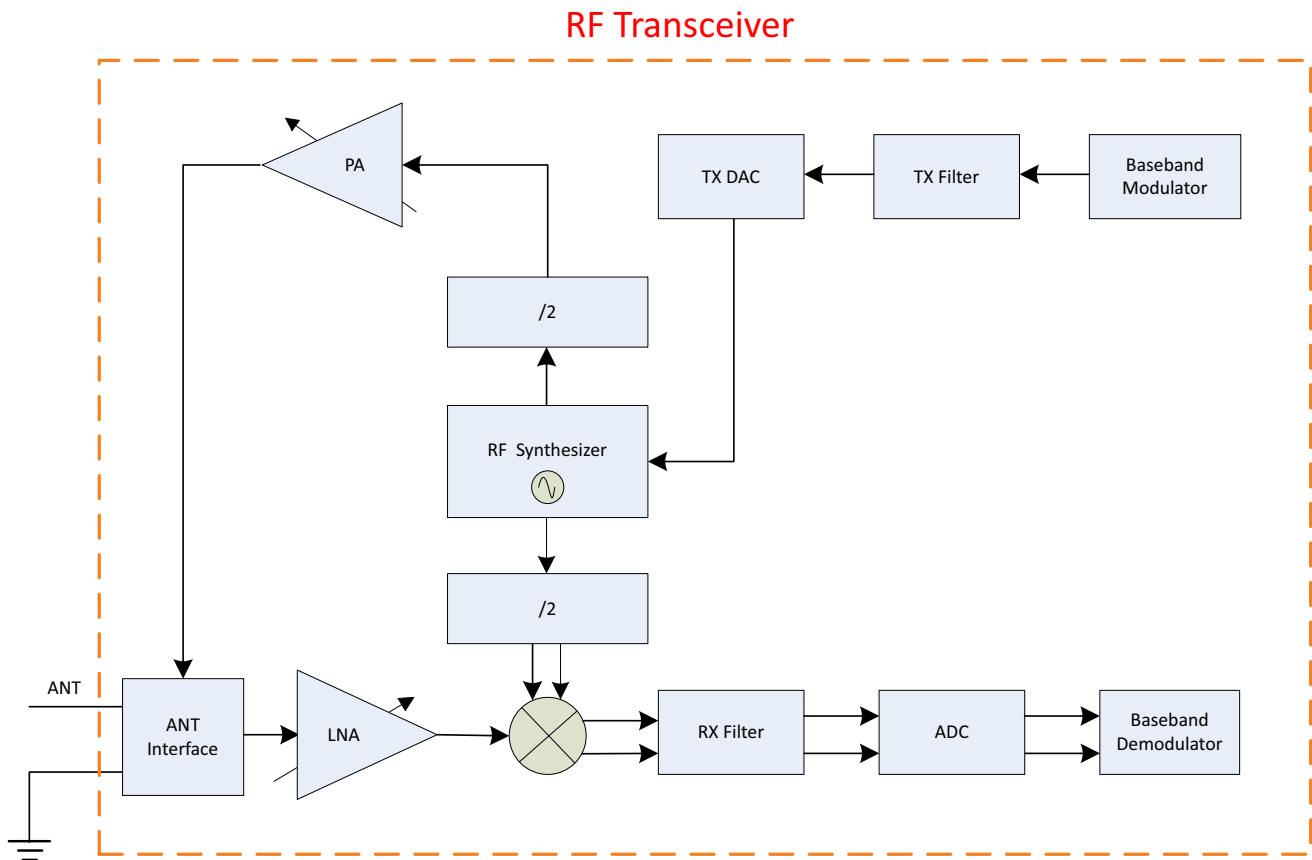 RF Transceiver
PA
TX DAC
TX Filter
Baseband
Modulator
/2
RF Synthesizer
/2
ANT
ANT
Interface
LNA
RX Filter
ADC
Baseband
Demodulator